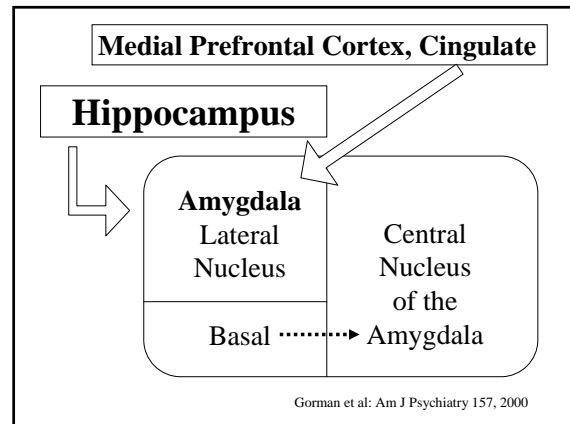 Medial Prefrontal Cortex, Cingulate
Hippocampus
Amygdala
Lateral
Nucleus
Basal
Central
Nucleus
of the
Amygdala
Gorman et al: Am J Psychiatry 157, 2000